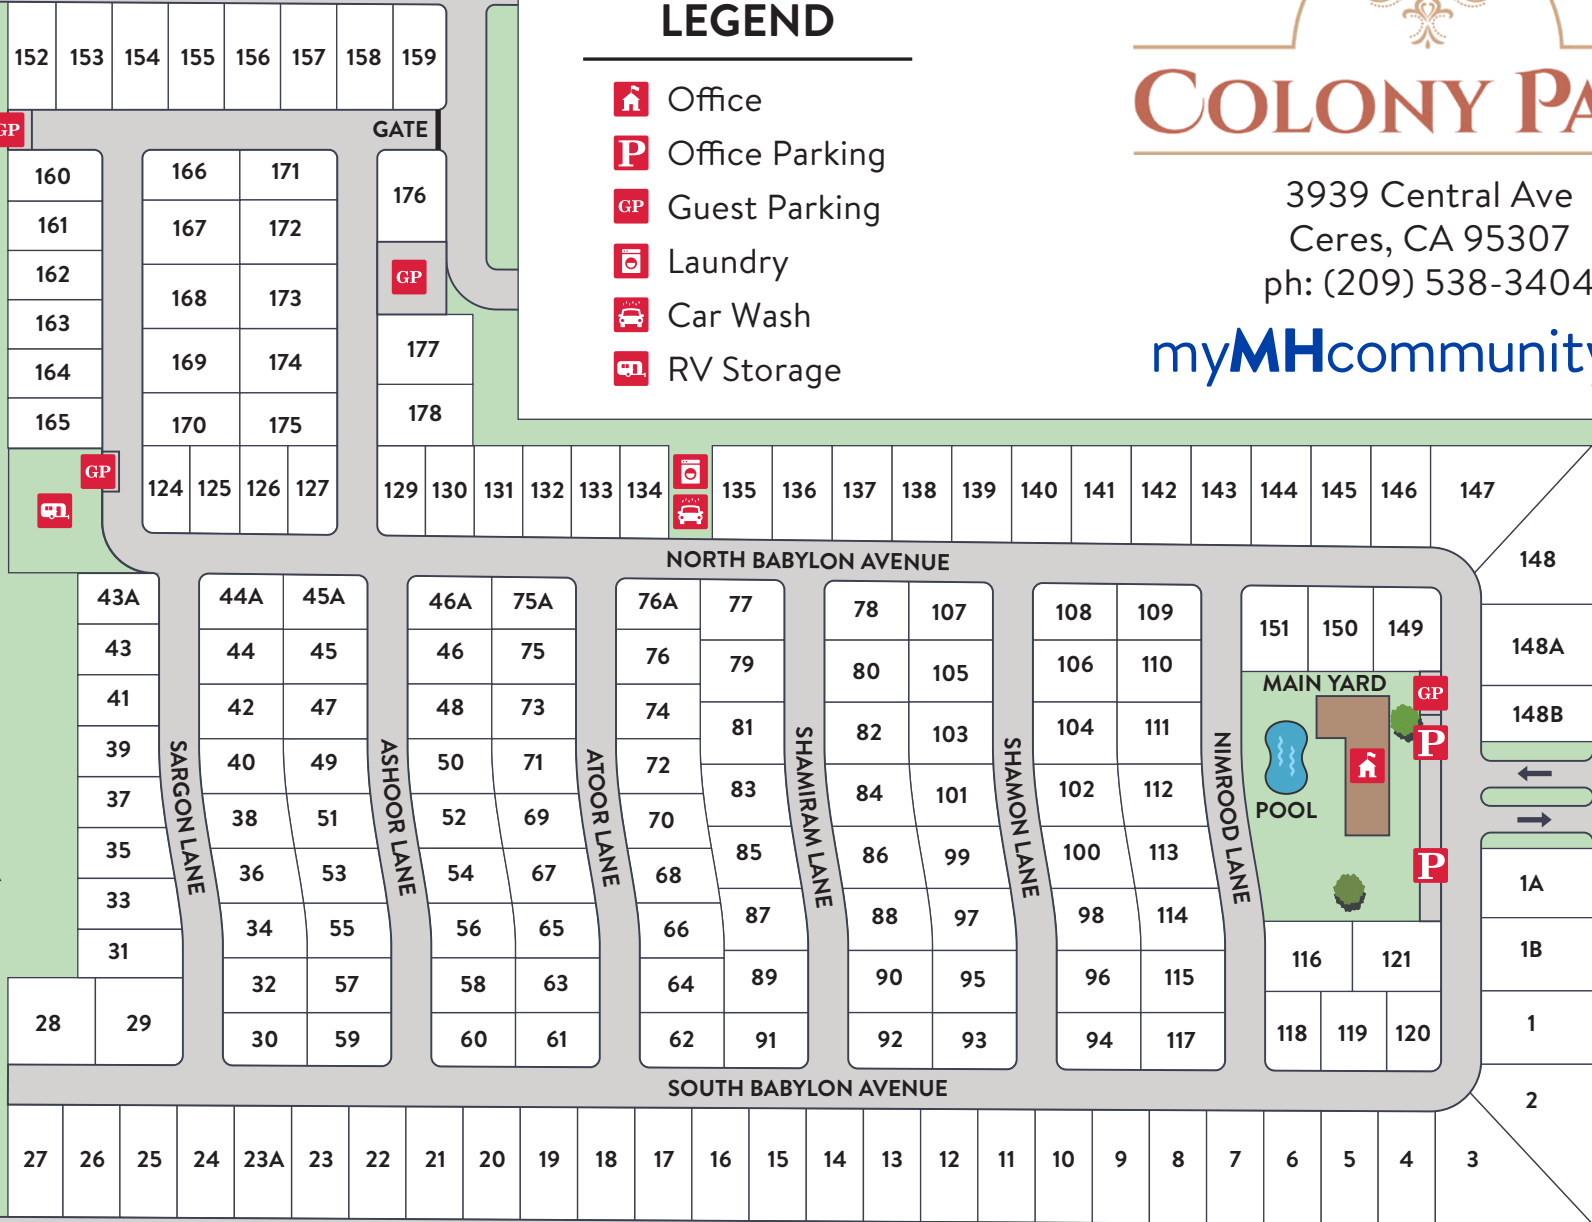 LEGEND
Office
P Office Parking
GP Guest Parking
Laundry
Car Wash
RV Storage
COLONY PA
3939 Central Ave
Ceres, CA 95307
ph: (209) 538-3404
myMHcommunity
152 153 154 155 156 157 158 159
GP
GATE
160 166 171 176
161 167 172
162 168 173 GP
163 169 174 177
164 170 175 178
165
GP
124 125 126 127 129 130 131 132 133 134 135 136 137 138 139 140 141 142 143 144 145 146 147
148
148A
148B
NORTH BABYLON AVENUE
43A 44A 45A 46A 75A 76A 77 78 107 108 109 151 150 149
43 44 45 46 75 76 79 80 105 106 110
41 42 47 48 73 74 81 82 103 104 111
39 40 49 50 71 72 83 84 101 102 112
37 38 51 52 69 70 85 86 99 100 113
35 36 53 54 67 68 87 88 97 98 114
33 34 55 56 65 66 89 90 95 96 115
31 32 57 58 63 64 91 92 93 94 117
30 59 60 61 62
28 29
SARGON LANE
ASHOOR LANE
ATOOR LANE
SHAMIRAM LANE
SHAMON LANE
NIMROD LANE
MAIN YARD
GP
P
POOL
P
116 121
118 119 120
1A
1B
1
2
SOUTH BABYLON AVENUE
27 26 25 24 23A 23 22 21 20 19 18 17 16 15 14 13 12 11 10 9 8 7 6 5 4 3